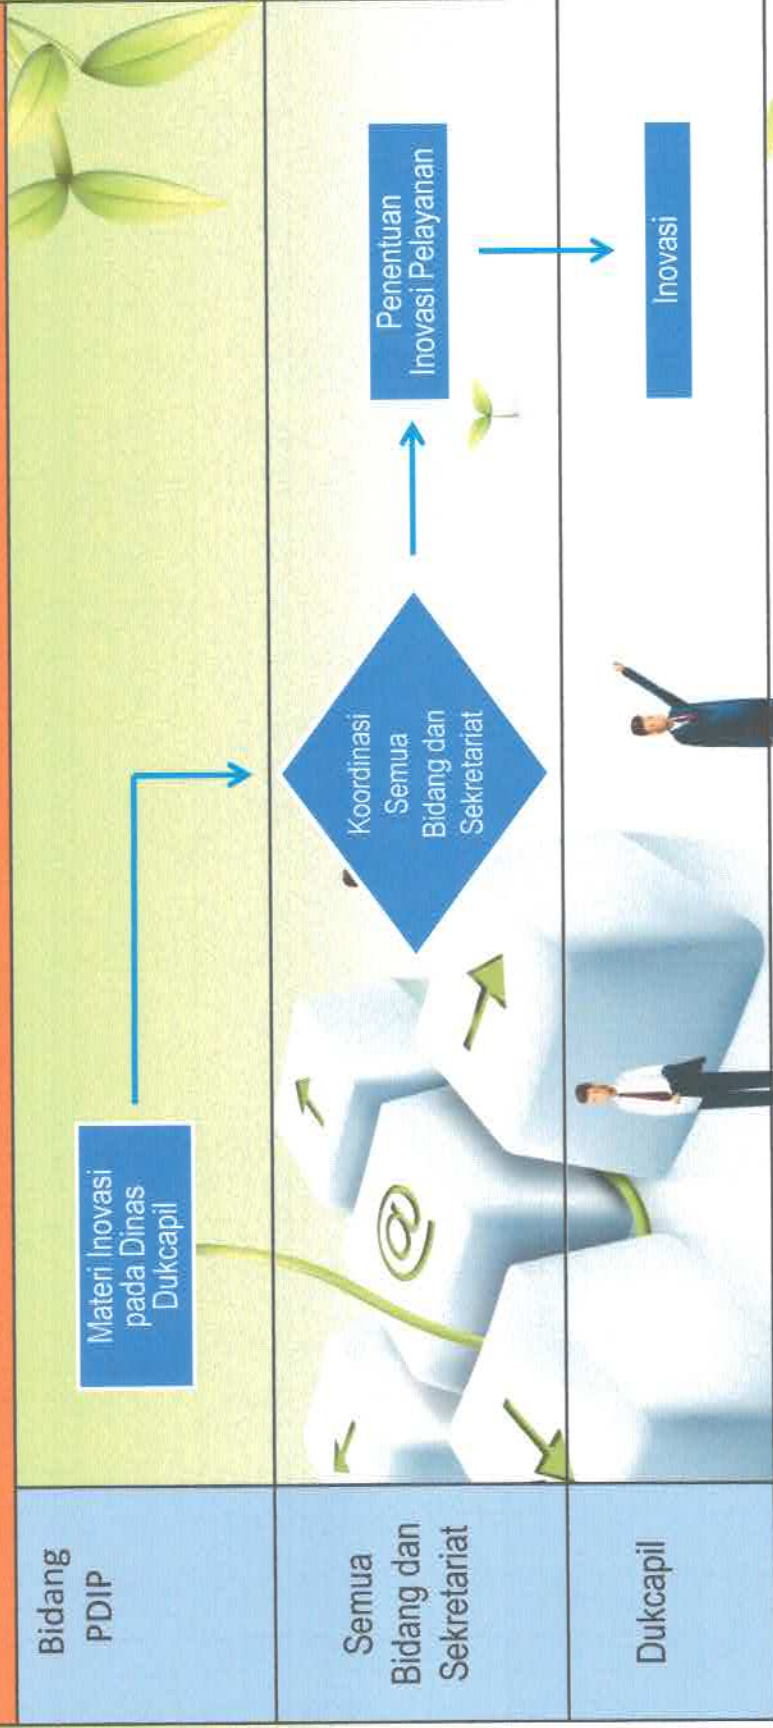 Bidang
PDIP
Materi Inovasi
pada Dinas
Dukcapil
Semua
Bidang dan
Sekretariat
Koordinasi
Semua
Bidang dan
Sekretariat
Penentuan
Inovasi Pelayanan
Dukcapil
Inovasi
@